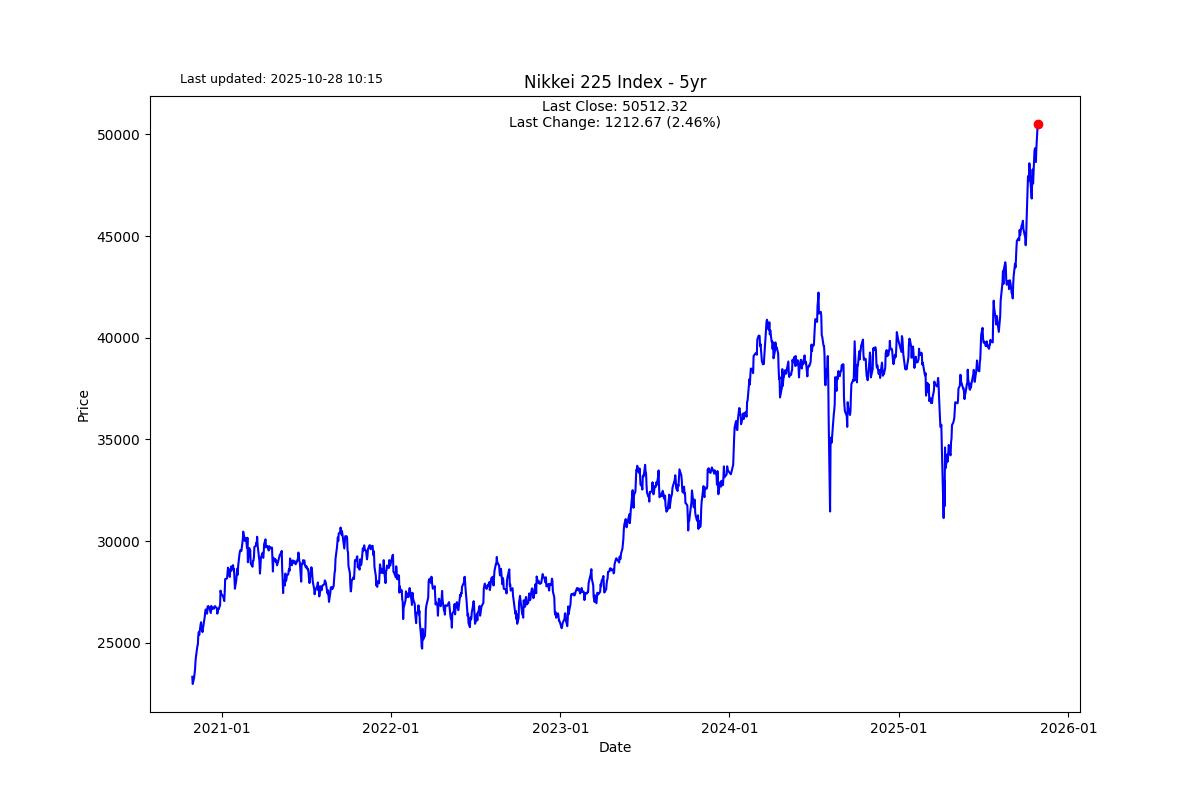 Last updated: 2025-10-28 10:15
Nikkei 225 Index - 5yr
Last Close: 50512.32
Last Change: 1212.67 (2.46%)
50000
45000
40000
35000
30000
25000
Price
2021-01
2022-01
2023-01
2024-01
2025-01
2026-01
Date